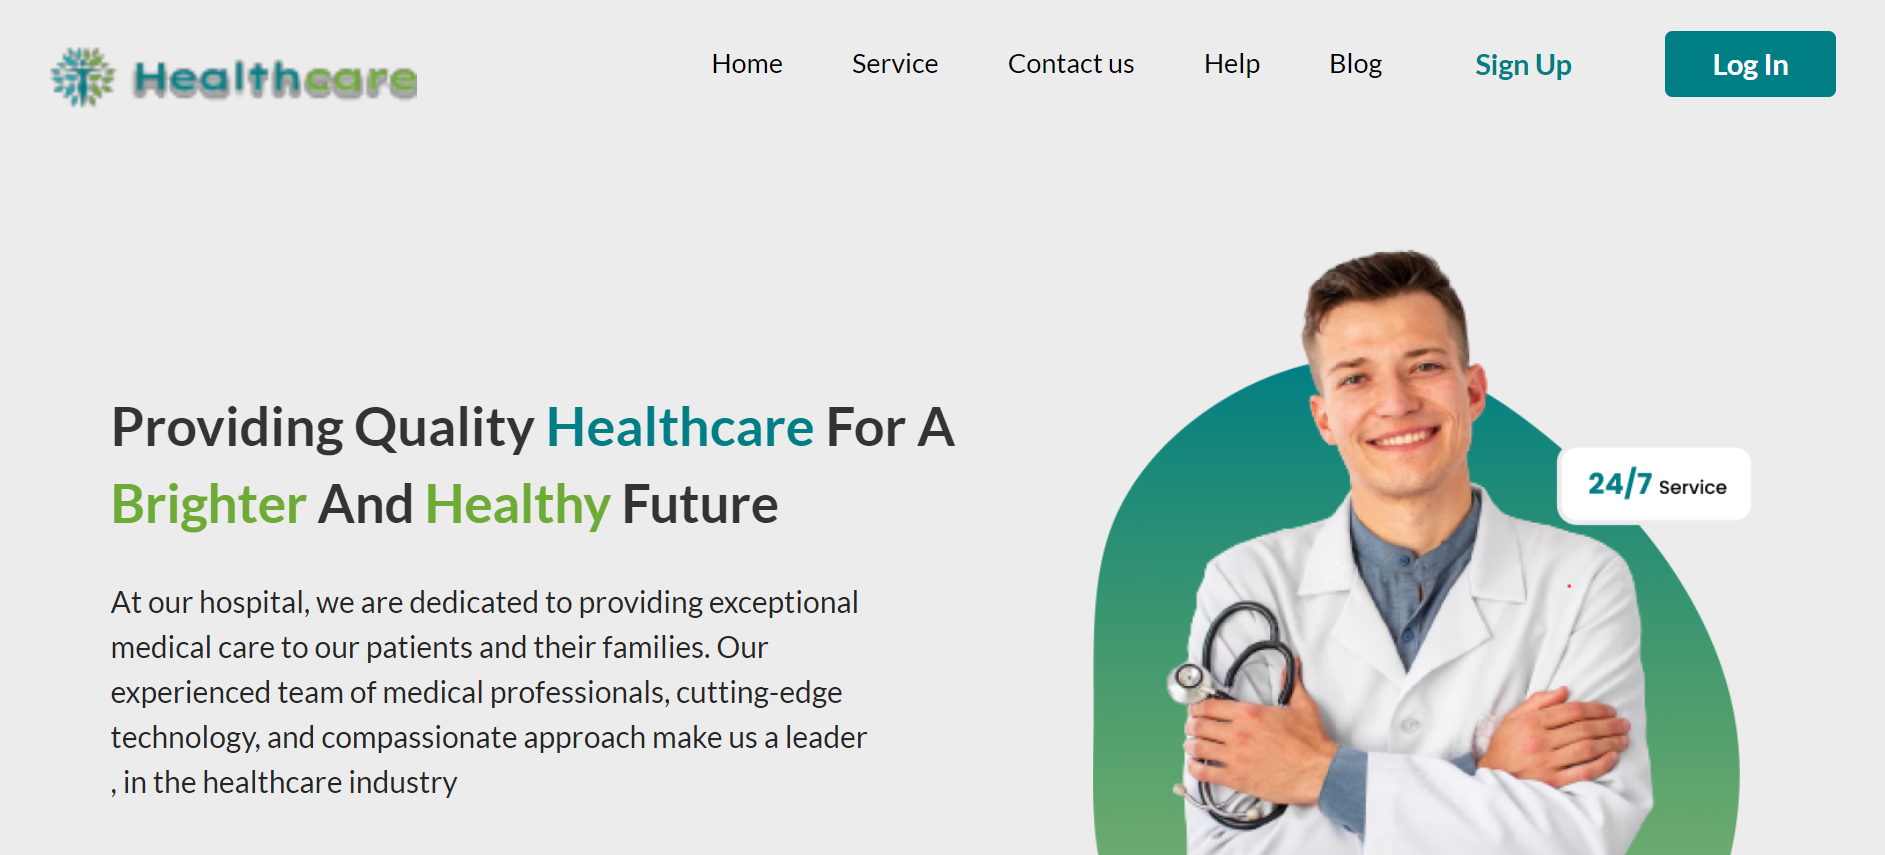 Healthcare
Home Service Contact us Help Blog Sign Up Log In
Providing Quality Healthcare For A
Brighter And Healthy Future
24/7 Service
At our hospital, we are dedicated to providing exceptional
medical care to our patients and their families. Our
experienced team of medical professionals, cutting-edge
technology, and compassionate approach make us a leader
, in the healthcare industry